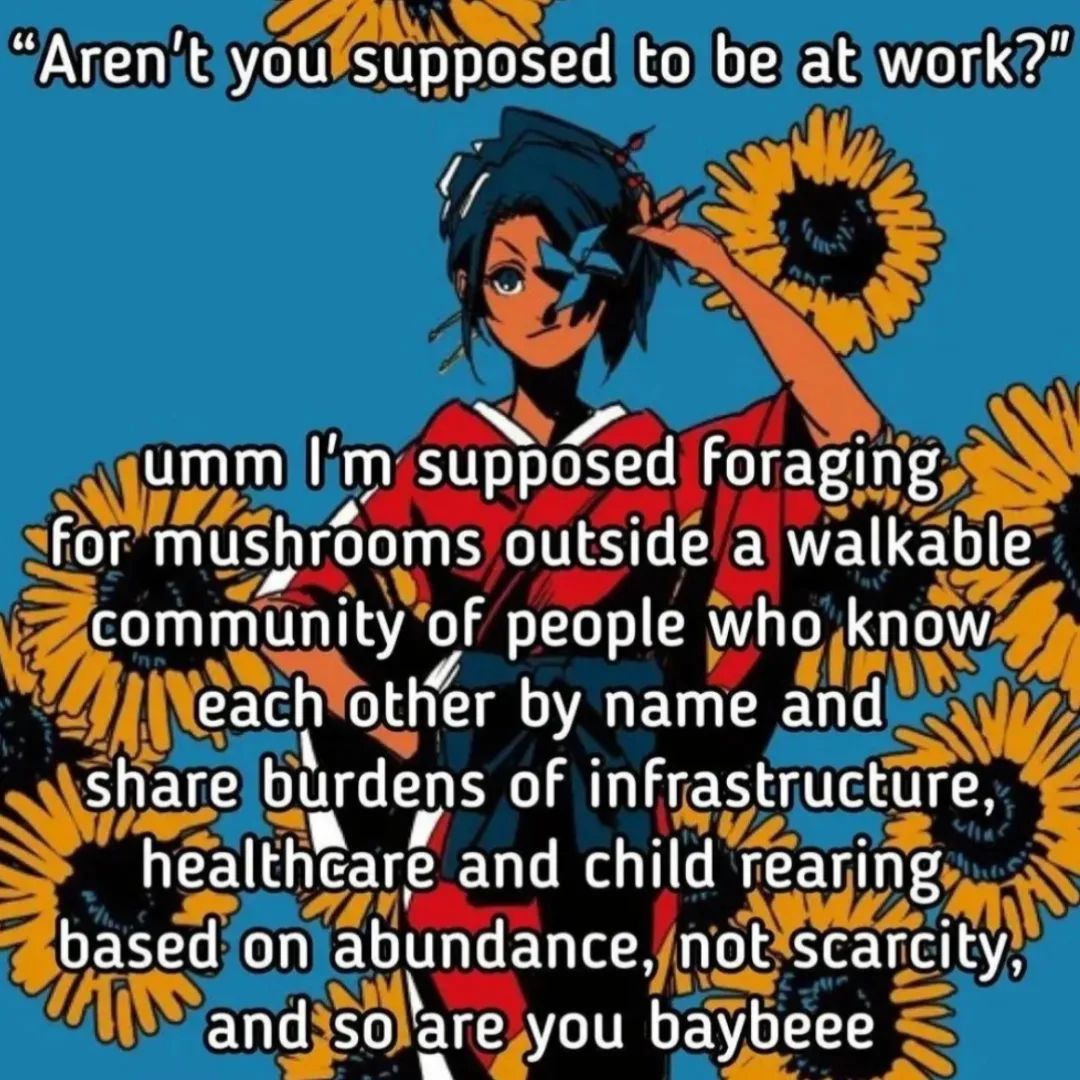 “Aren't you supposed to be at work?"
umm I'm supposed foraging
for mushrooms outside a walkable
community of people who know
each other by name and
share burdens of infrastructure,
healthcare and child rearing
based on abundance, not scarcity,
and so are you baybeee